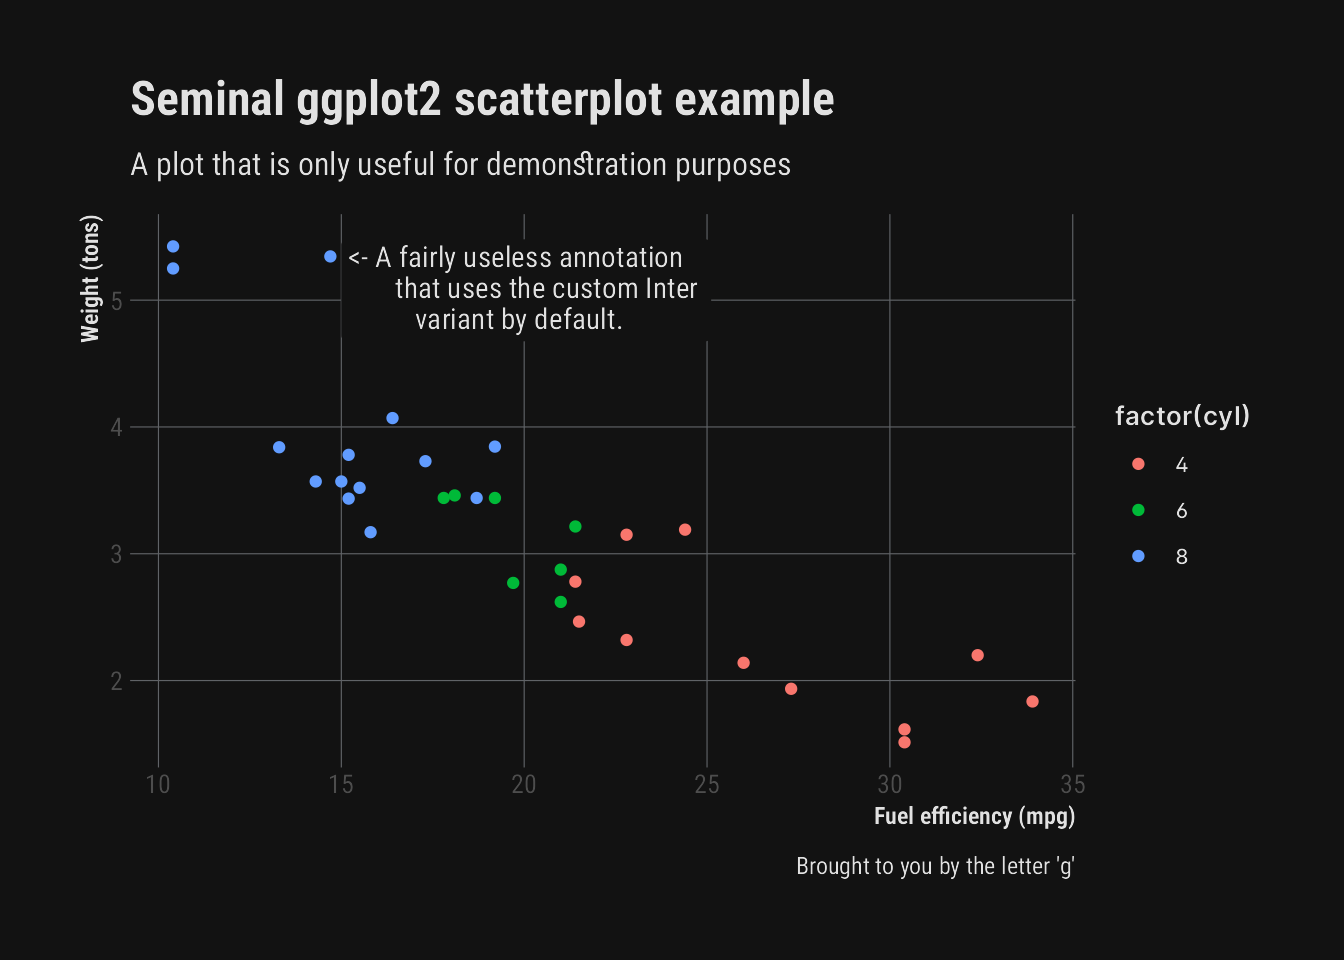 Seminal ggplot2 scatterplot example
A plot that is only useful for demonstration purposes
Weight (tons)
5
4
3
2
<- A fairly useless annotation
that uses the custom Inter
variant by default.
factor(cyl)
4
6
8
10 15 20 25 30 35
Fuel efficiency (mpg)
Brought to you by the letter 'g'